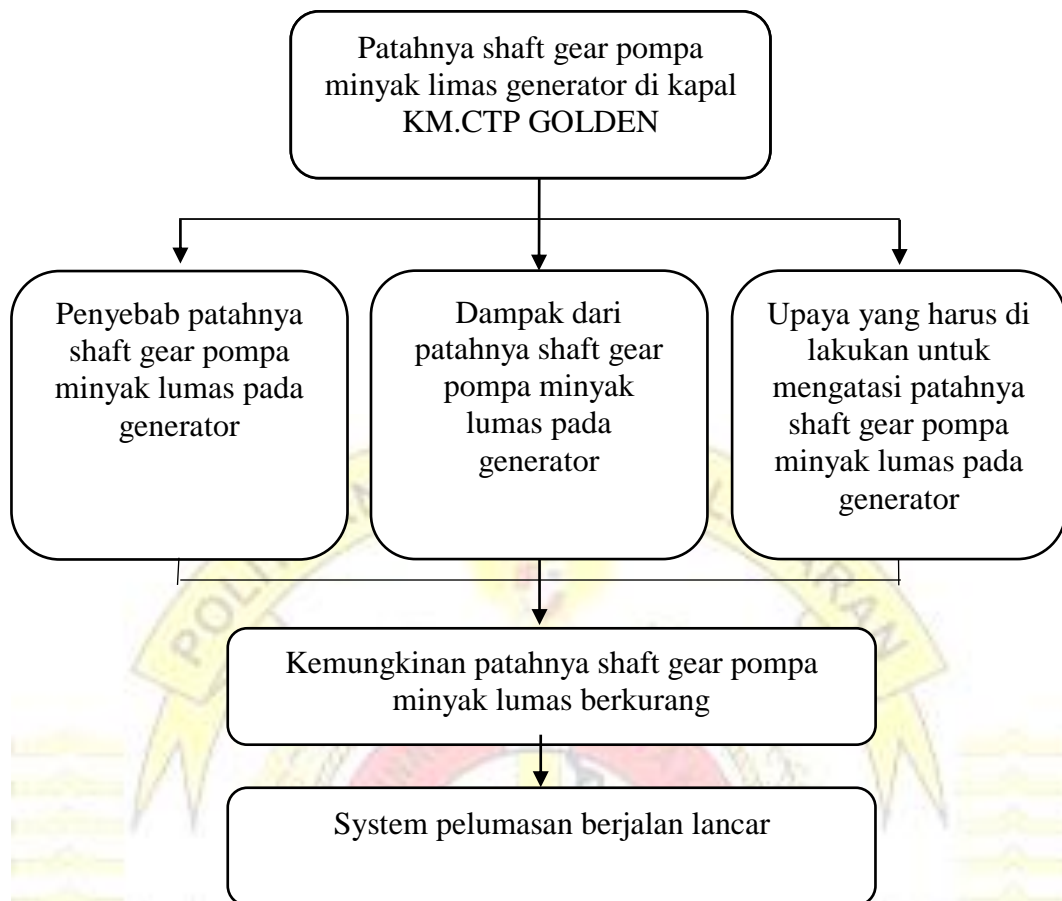 Patahnya shaft gear pompa
minyak limas generator di kapal
KM.CTP GOLDEN
Penyebab patahnya
shaft gear pompa
minyak lumas pada
generator
Dampak dari
patahnya shaft gear
pompa minyak
lumas pada
generator
Upaya yang harus di
lakukan untuk
mengatasi patahnya
shaft gear pompa
minyak lumas pada
generator
Kemungkinan patahnya shaft gear pompa
minyak lumas berkurang
System pelumasan berjalan lancar